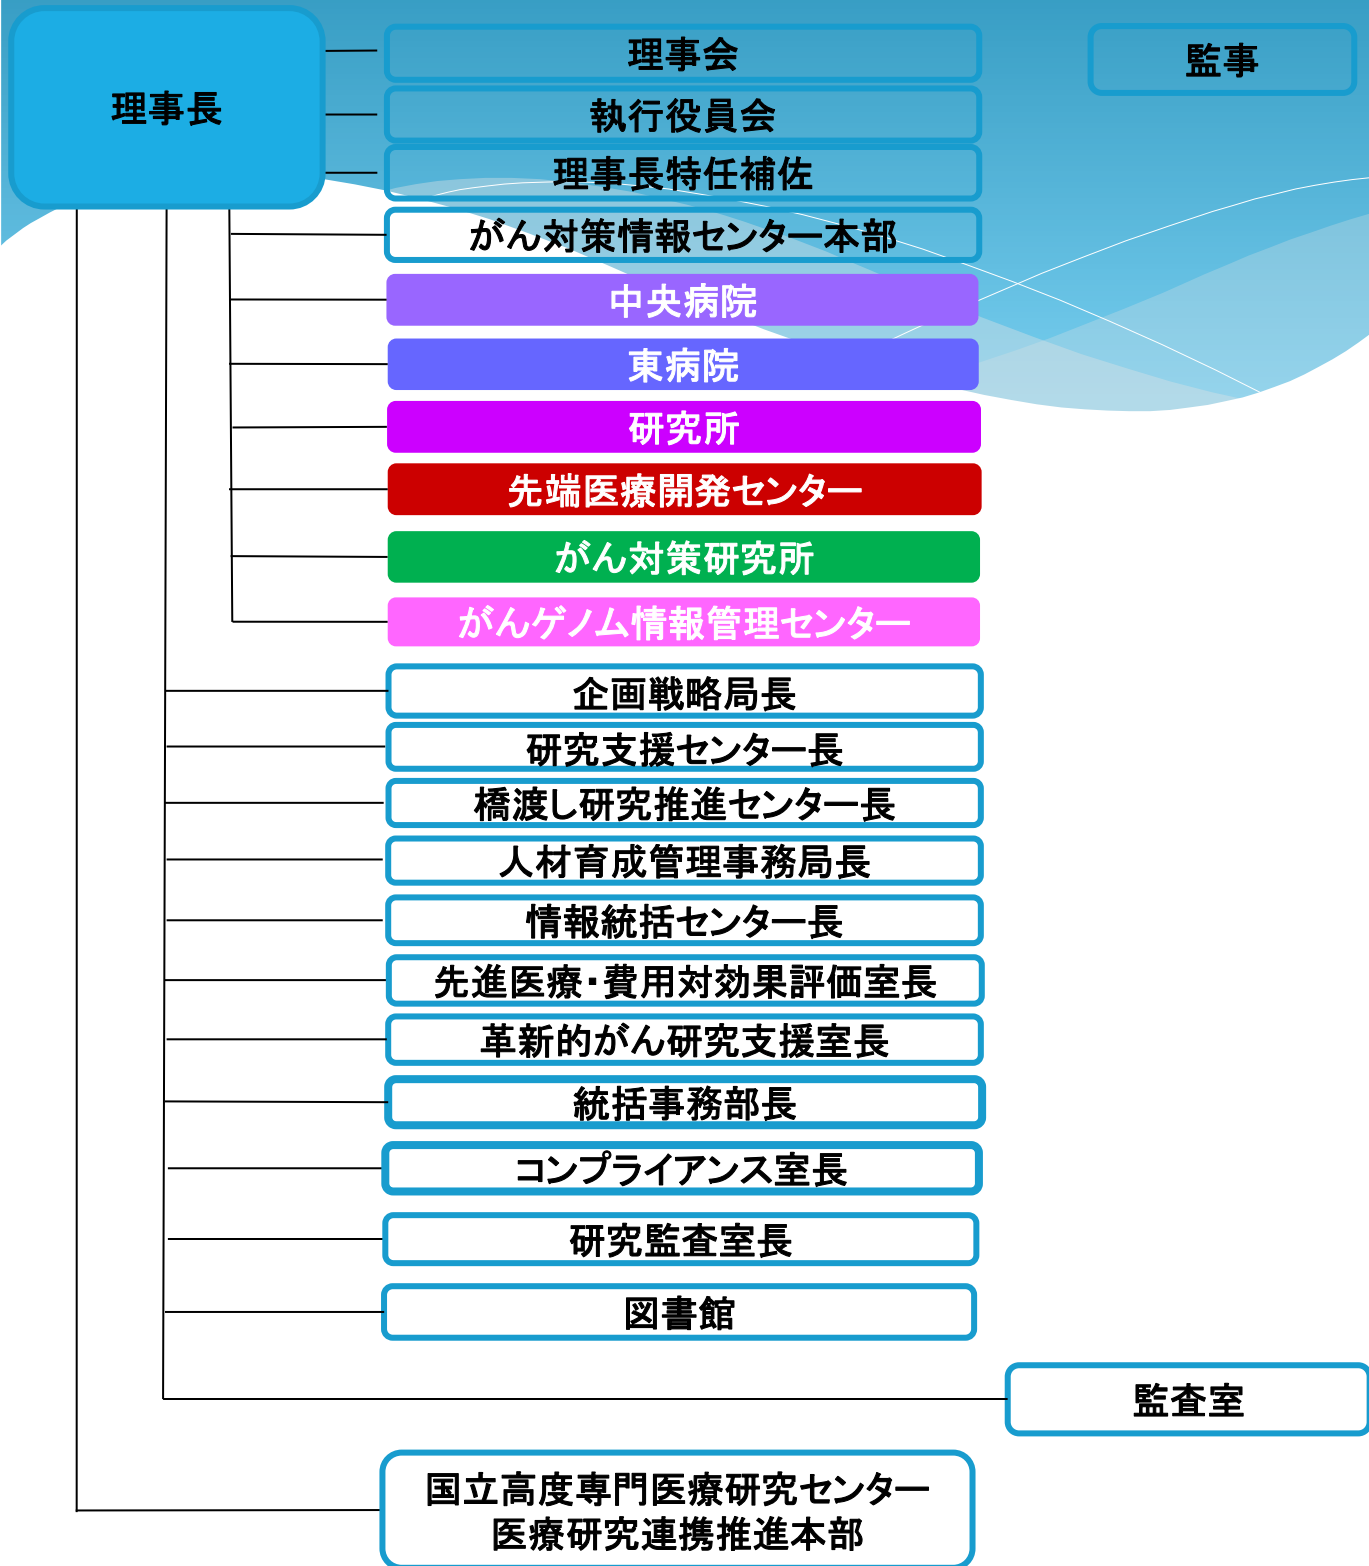 理事長
理事会
監事
執行役員会
理事長特任補佐
がん対策情報センター本部
中央病院
東病院
研究所
先端医療開発センター
がん対策研究所
がんゲノム情報管理センター
企画戦略局長
研究支援センター長
橋渡し研究推進センター長
人材育成管理事務局長
情報統括センター長
先進医療・費用対効果評価室長
革新的がん研究支援室長
統括事務部長
コンプライアンス室長
研究監査室長
図書館
監査室
国立高度専門医療研究センター
医療研究連携推進本部